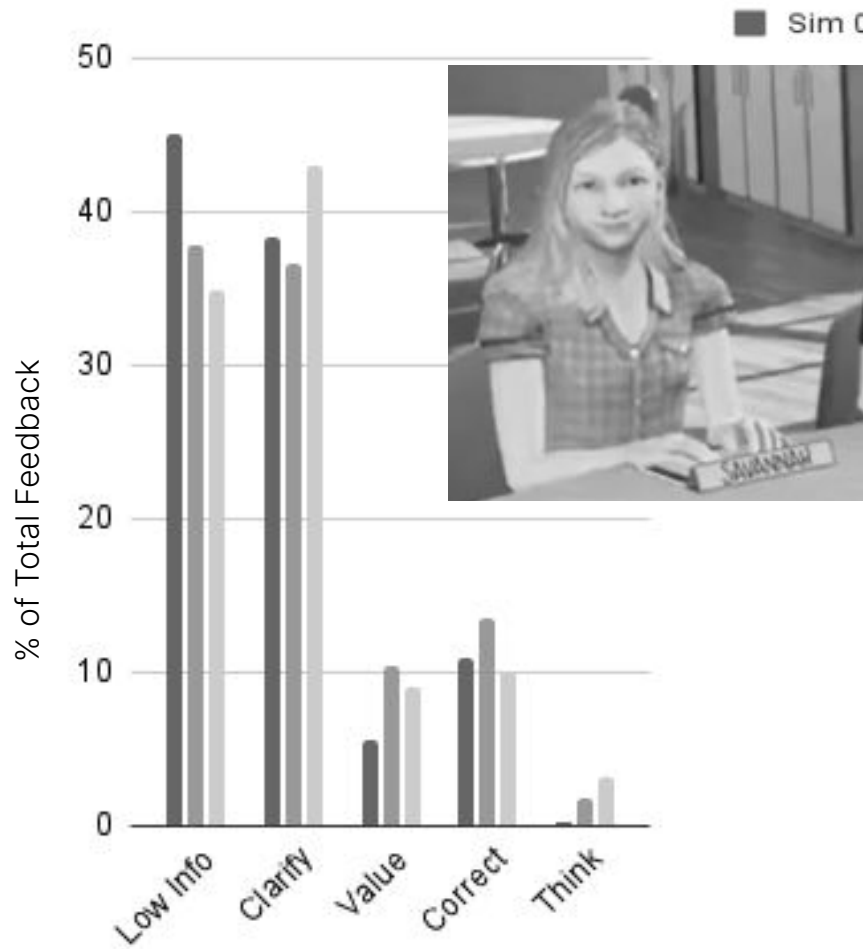 Sim 0
50
40
30
20
10
0
% of Total Feedback
SAVANNAH
Low Info
Clarify
Value
Correct
Think